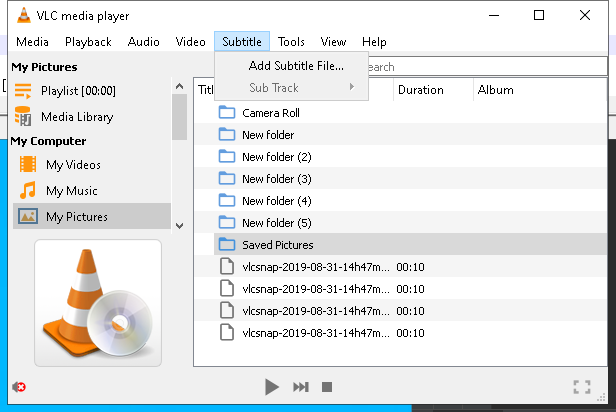 VLC media player
Media Playback Audio Video Subtitle Tools View Help
Add Subtitle File...
Sub Track
My Pictures
Playlist [00:00]
Media Library
My Computer
My Videos
My Music
My Pictures
earch
Titl Duration Album
Camera Roll
New folder
New folder (2)
New folder (3)
New folder (4)
New folder (5)
Saved Pictures
vlcsnap-2019-08-31-14h47m... 00:10
vlcsnap-2019-08-31-14h47m... 00:10
vlcsnap-2019-08-31-14h47m... 00:10
vlcsnap-2019-08-31-14h47m... 00:10